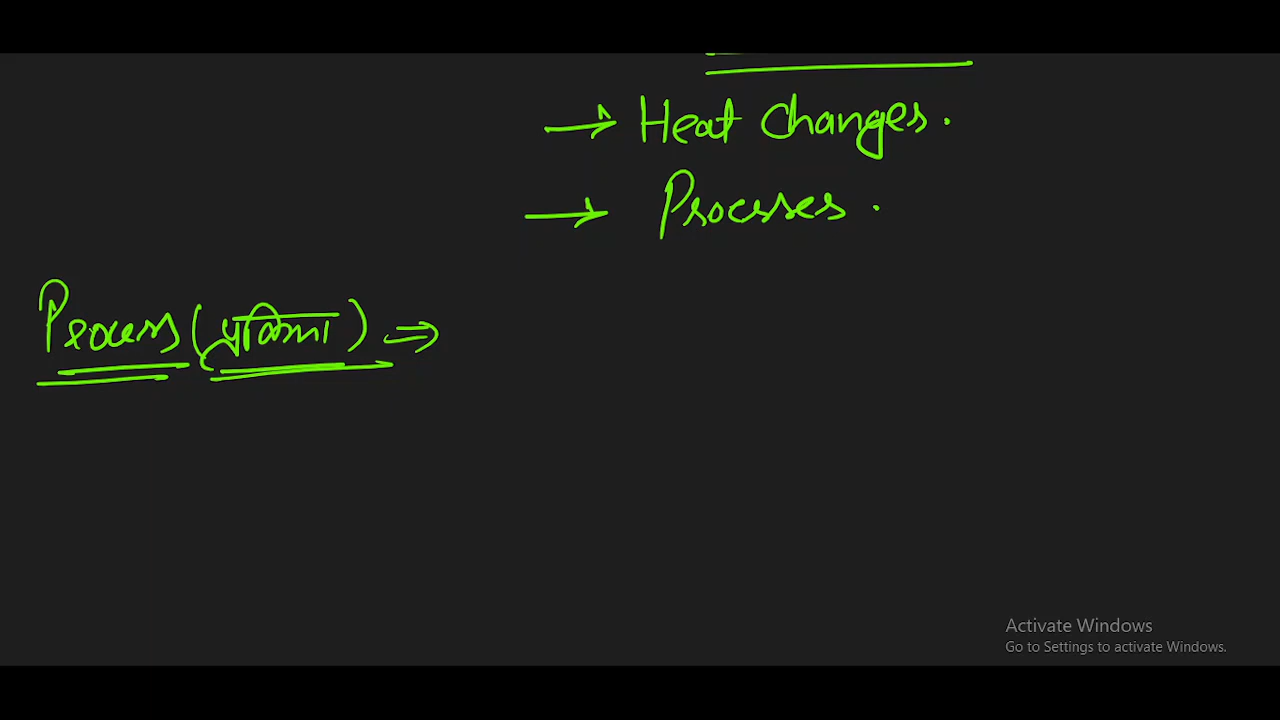 → Heat Changes.
→ Processes.
Process (प्रक्रिया) ⇒
Activate Windows
Go to Settings to activate Windows.